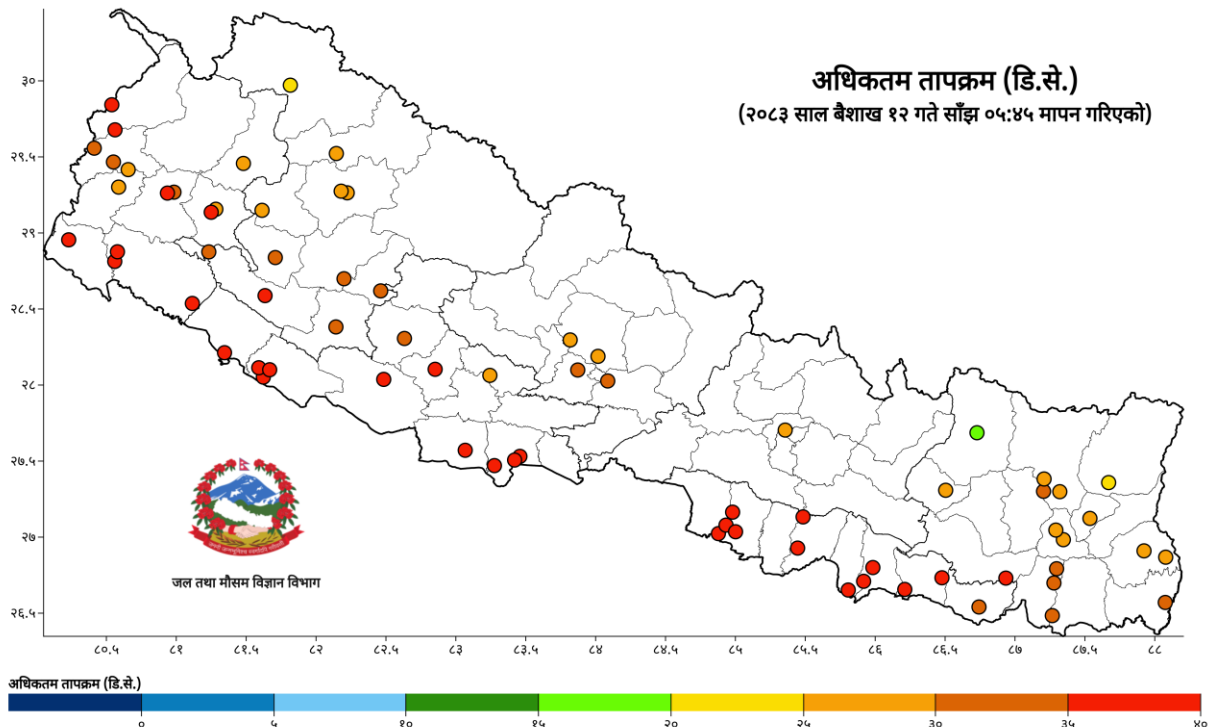 अधिकतम तापक्रम (डि.से.)
(२०८३ साल बैशाख १२ गते साँझ ०५:४५ मापन गरिएको)
३०
२९.५
२९
२८.५
२८
२७.५
२७
२६.५
जल तथा मौसम विज्ञान विभाग
८०.५ ८१ ८१.५ ८२ ८२.५ ८३ ८३.५ ८४ ८४.५ ८५ ८५.५ ८६ ८६.५ ८७ ८७.५ ८८
अधिकतम तापक्रम (डि.से.)
० ५ १० १५ २० २५ ३० ३५ ४०